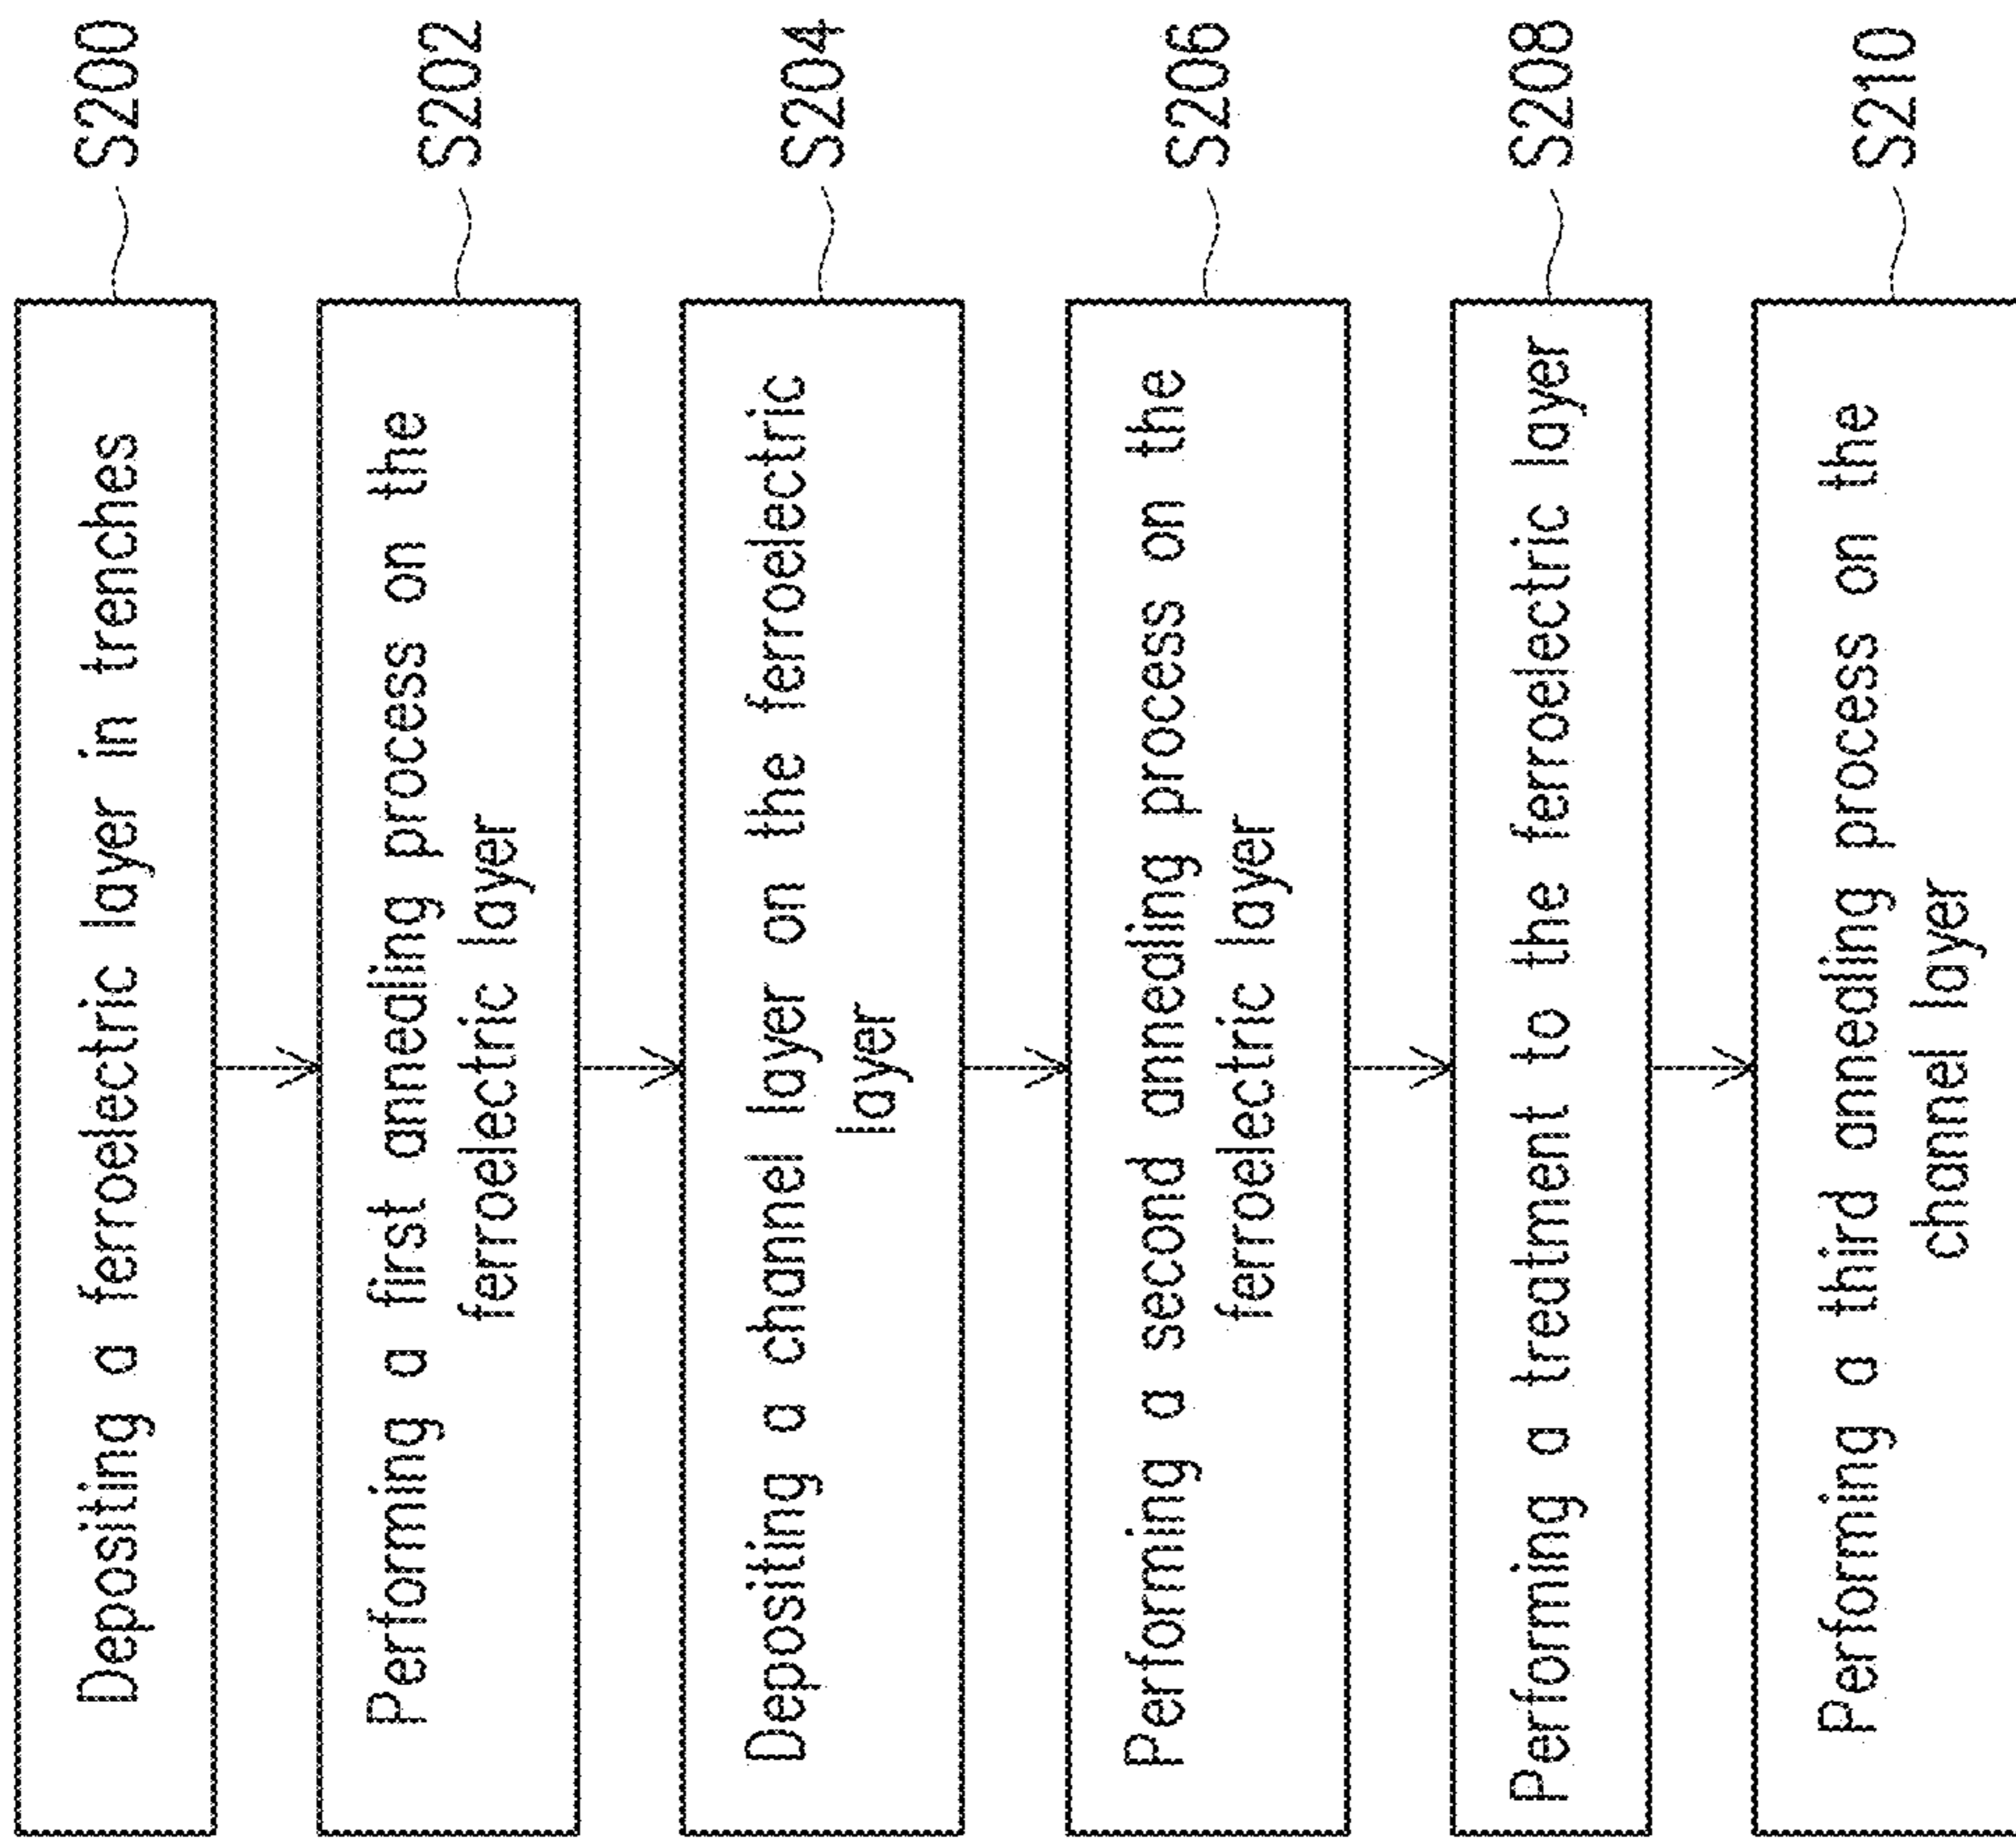 Depositing a ferroelectric layer in trenches
S200
Performing a first annealing process on the
ferroelectric layer
S202
Depositing a channel layer on the ferroelectric
layer
S204
Performing a second annealing process on the
ferroelectric layer
S206
Performing a treatment to the ferroelectric layer
S208
Performing a third annealing process on the
channel layer
S210